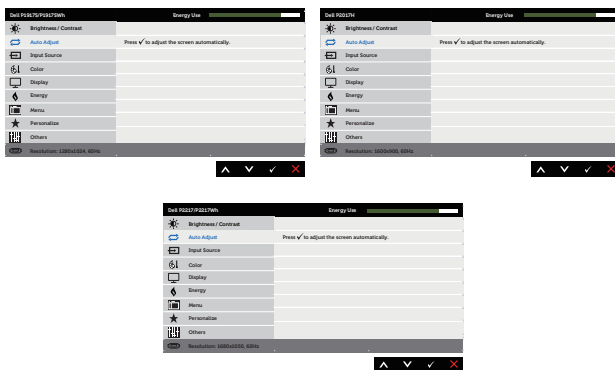 Dell P1917S/P1917SWh Energy Use
Brightness / Contrast
Auto Adjust Press ✓ to adjust the screen automatically.
Input Source
Color
Display
Energy
Menu
Personalize
Others
Resolution: 1280x1024, 60Hz
Dell P2017H Energy Use
Brightness / Contrast
Auto Adjust Press ✓ to adjust the screen automatically.
Input Source
Color
Display
Energy
Menu
Personalize
Others
Resolution: 1600x900, 60Hz
Dell P2217/P2217Wh Energy Use
Brightness / Contrast
Auto Adjust Press ✓ to adjust the screen automatically.
Input Source
Color
Display
Energy
Menu
Personalize
Others
Resolution: 1680x1050, 60Hz